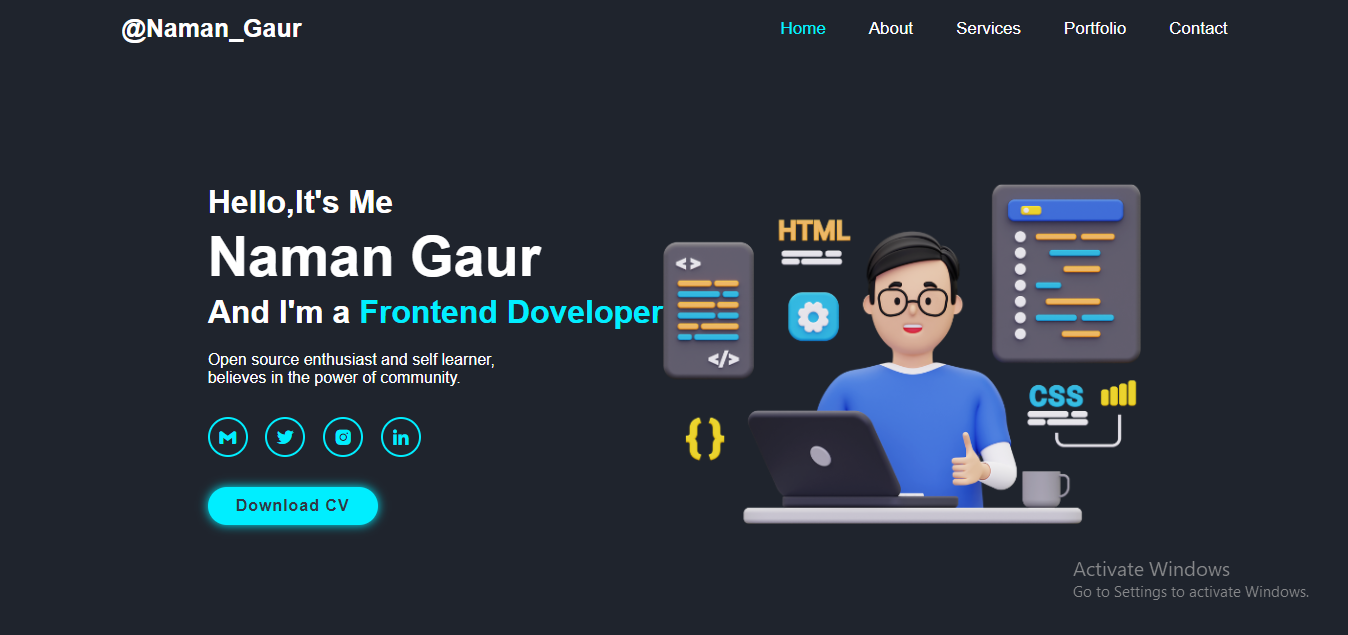 @Naman_Gaur
Home About Services Portfolio Contact
Hello,It's Me
Naman Gaur
And I'm a Frontend Doveloper
Open source enthusiast and self learner,
believes in the power of community.
Download CV
HTML
< >
</>
{ }
CSS
Activate Windows
Go to Settings to activate Windows.